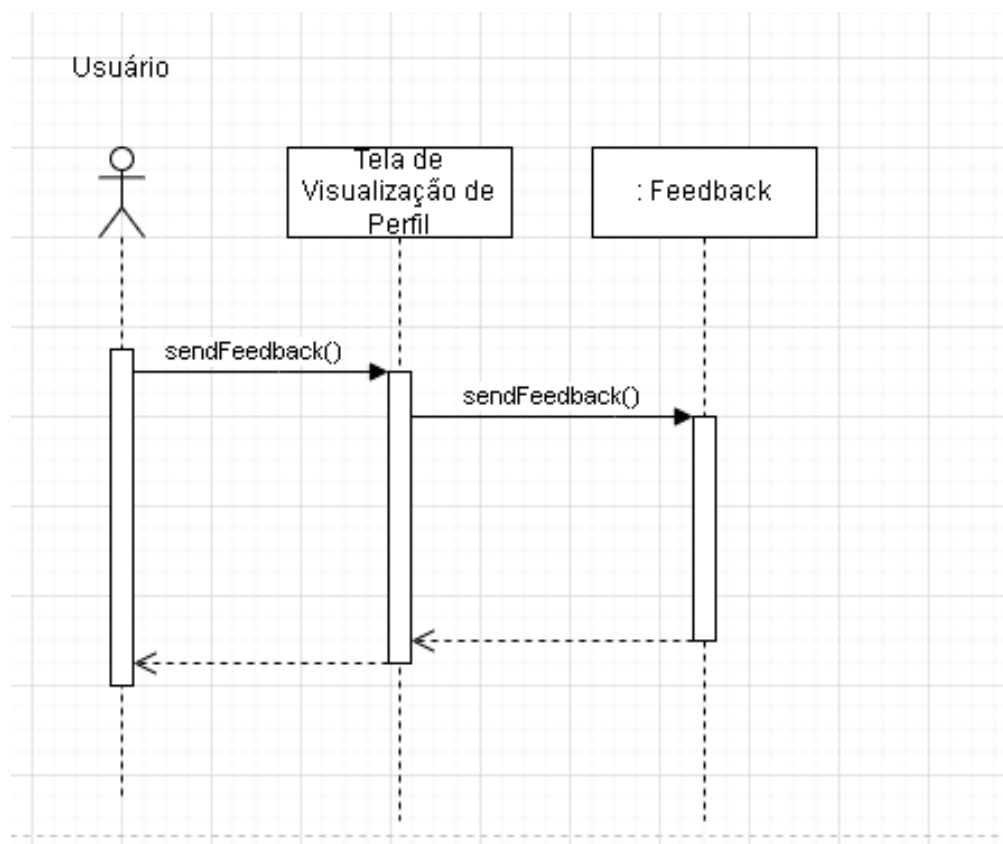 Usuário
Tela de
Visualização de
Perfil
: Feedback
sendFeedback()
sendFeedback()